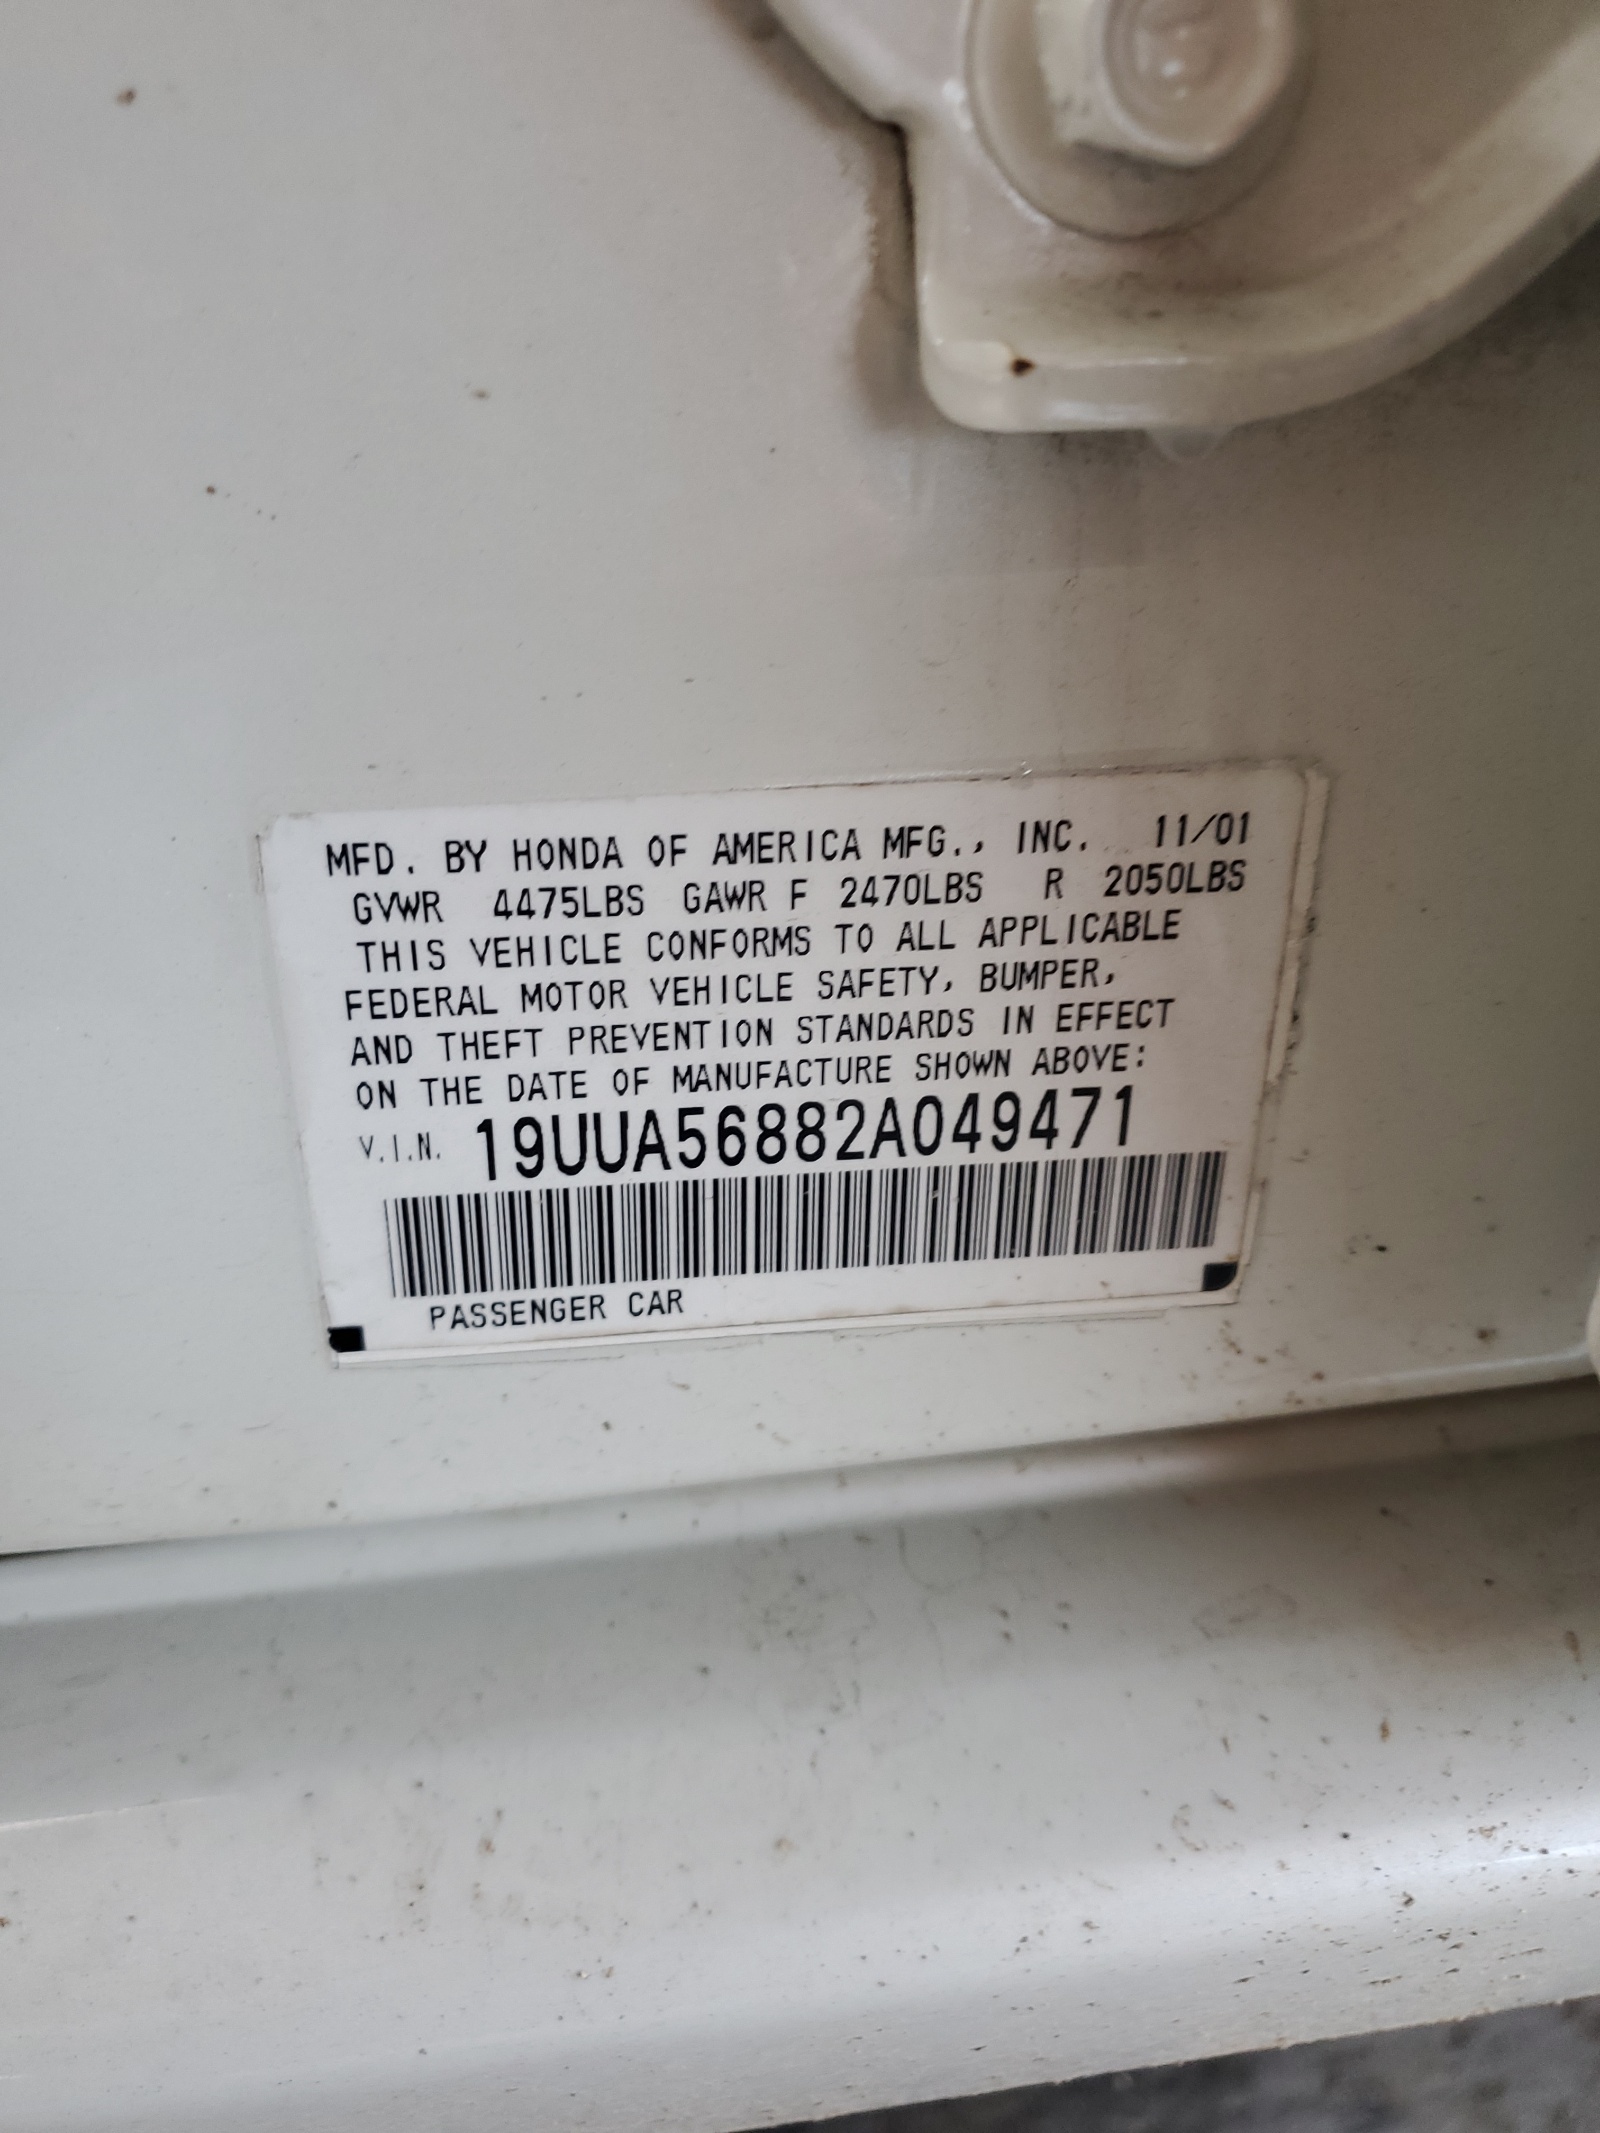 MFD. BY HONDA OF AMERICA MFG., INC. 11/01
GVWR 4475LBS GAWR F 2470LBS R 2050LBS
THIS VEHICLE CONFORMS TO ALL APPLICABLE
FEDERAL MOTOR VEHICLE SAFETY, BUMPER,
AND THEFT PREVENTION STANDARDS IN EFFECT
ON THE DATE OF MANUFACTURE SHOWN ABOVE:
V.I.N. 19UUA56882A049471
PASSENGER CAR